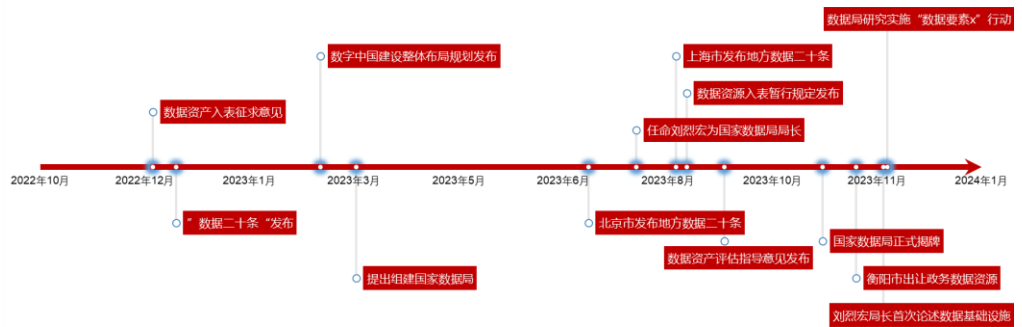 数据局研究实施“数据要素x”行动
数字中国建设整体布局规划发布
上海市发布地方数据二十条
数据资源入表暂行规定发布
数据资产入表征求意见
任命刘烈宏为国家数据局局长
2022年10月
2022年12月
2023年1月
2023年3月
2023年5月
2023年6月
2023年8月
2023年10月
2023年11月
2024年1月
”数据二十条“发布
北京市发布地方数据二十条
国家数据局正式揭牌
数据资产评估指导意见发布
提出组建国家数据局
衡阳市出让政务数据资源
刘烈宏局长首次论述数据基础设施